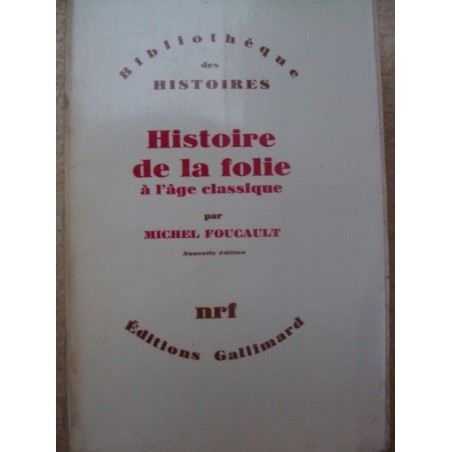 Bibliothèque
des
HISTOIRES
Histoire
de la folie
à l'âge classique
par
MICHEL FOUCAULT
Nouvelle édition
nrf
Éditions Gallimard